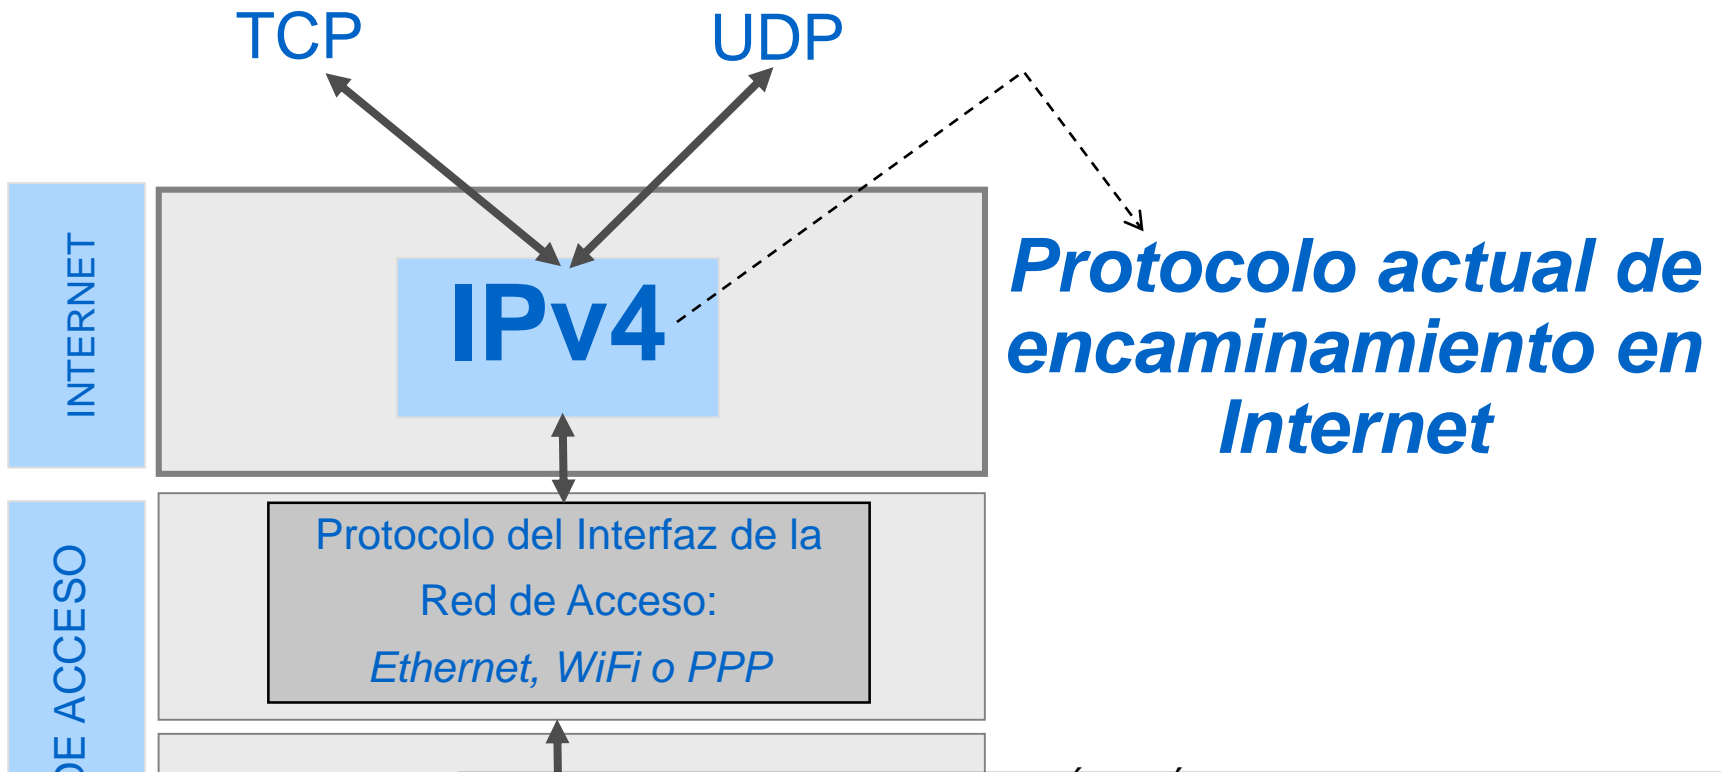 TCP
UDP
INTERNET
IPv4
Protocolo actual de
encaminamiento en
Internet
DE ACCESO
Protocolo del Interfaz de la
Red de Acceso:
Ethernet, WiFi o PPP